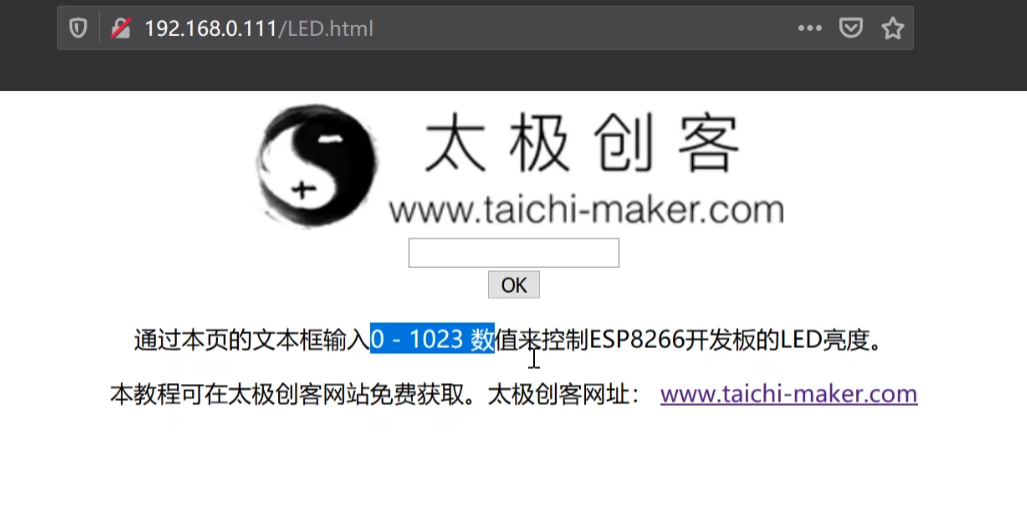 192.168.0.111/LED.html
太极创客
www.taichi-maker.com
OK
通过本页的文本框输入0 - 1023 数值来控制ESP8266开发板的LED亮度。
本教程可在太极创客网站免费获取。太极创客网址： www.taichi-maker.com